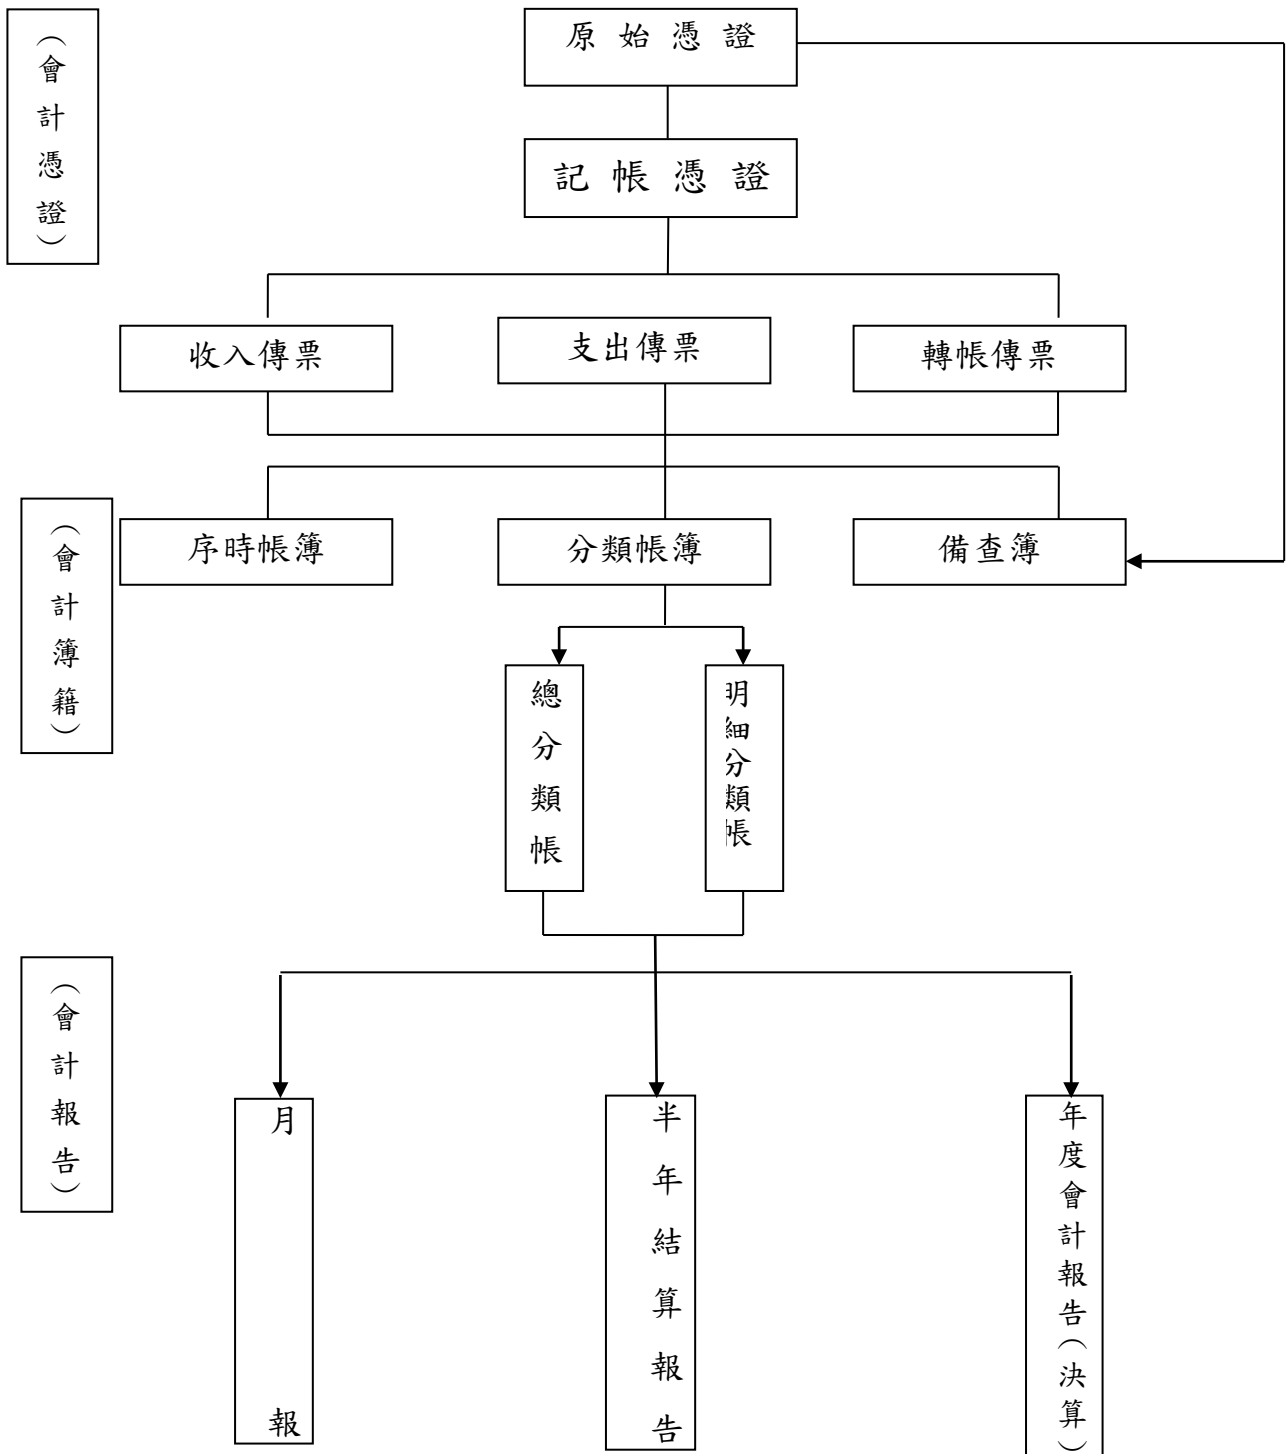 （會計憑證）
原始憑證
記帳憑證
收入傳票
支出傳票
轉帳傳票
（會計簿籍）
序時帳簿
分類帳簿
備查簿
總分類帳
明細分類帳
（會計報告）
月報
半年結算報告
年度會計報告（決算）